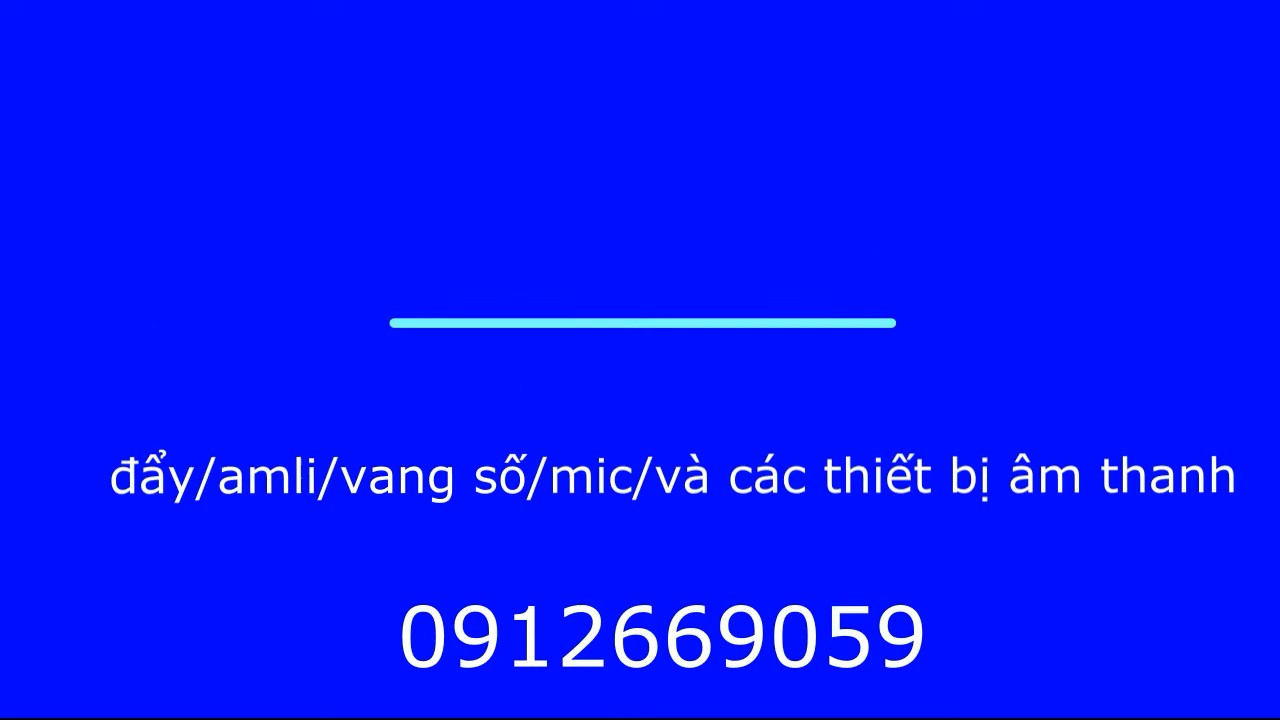 đẩy/amli/vang số/mic/và các thiết bị âm thanh
0912669059